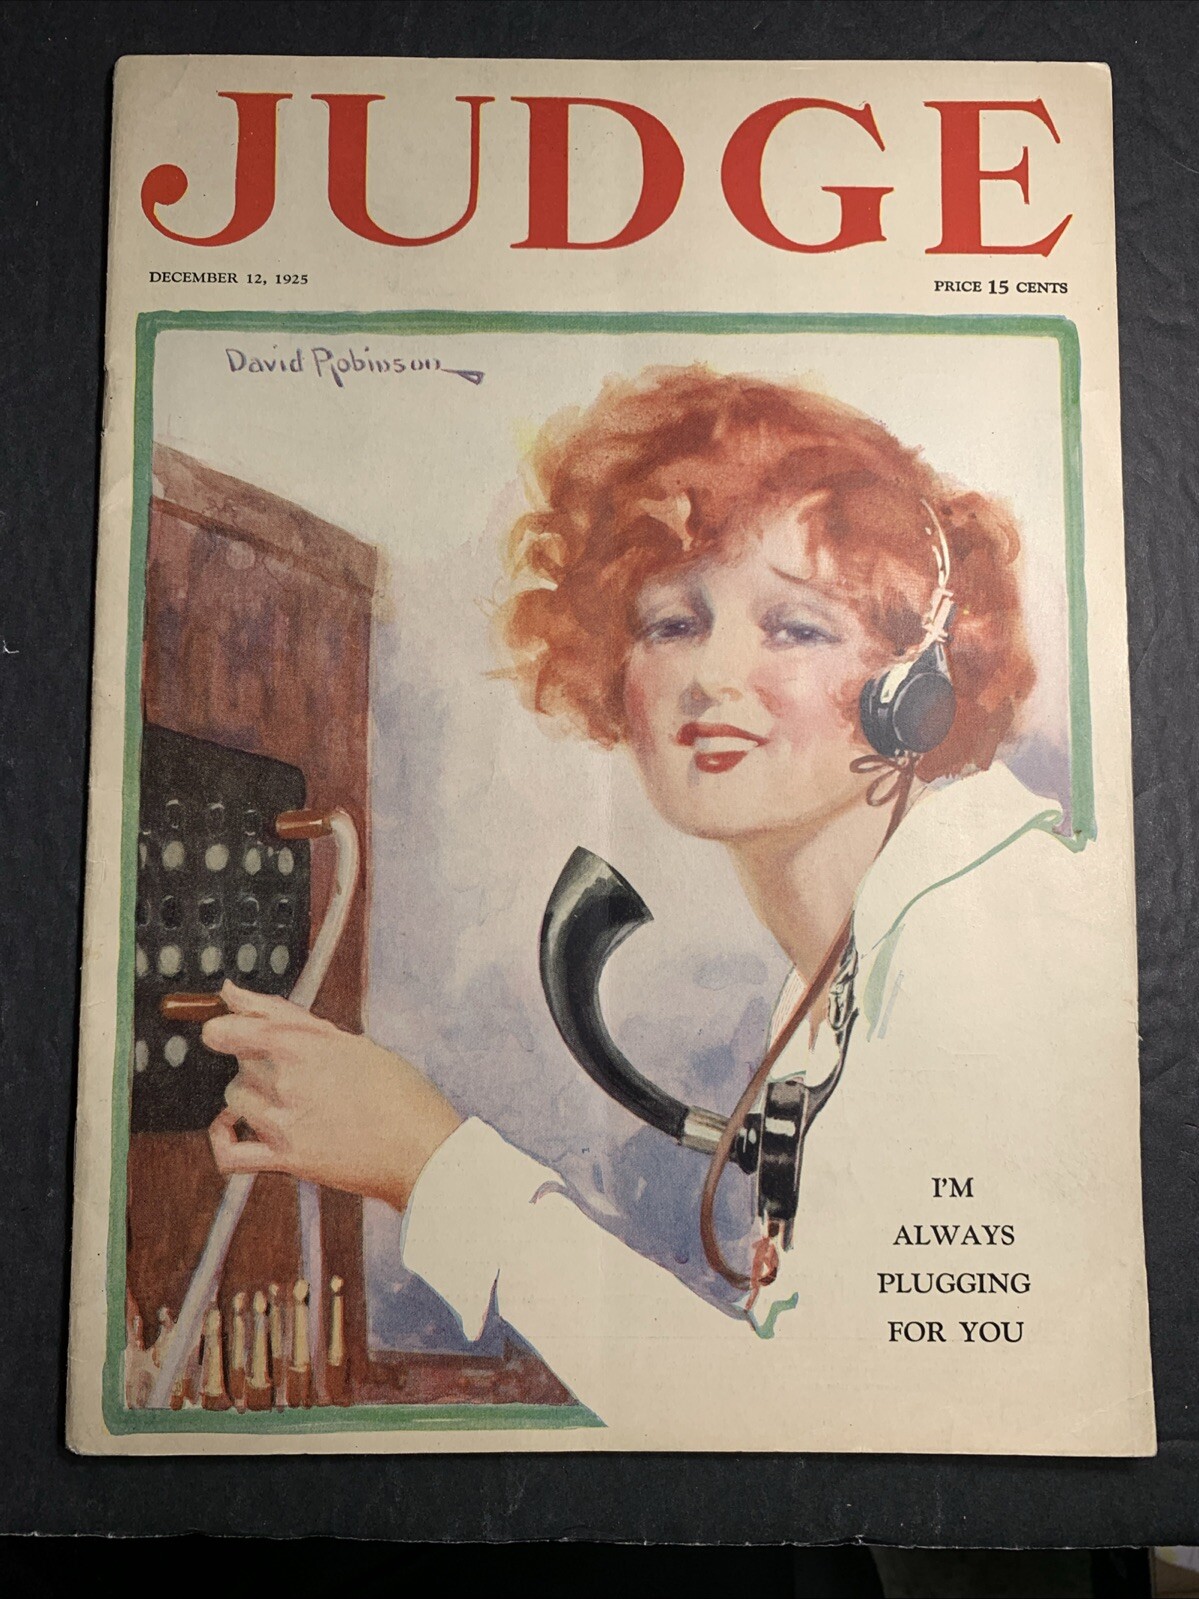 JUDGE
DECEMBER 12, 1925
PRICE 15 CENTS
David Robinson
I'M
ALWAYS
PLUGGING
FOR YOU